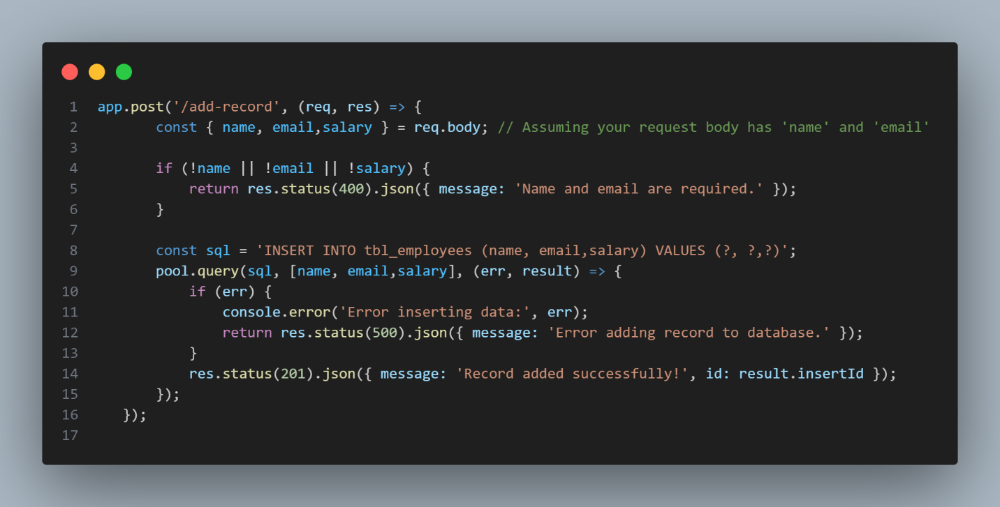 1 app.post('/add-record', (req, res) => {
2 const { name, email,salary } = req.body; // Assuming your request body has 'name' and 'email'
3
4 if (!name || !email || !salary) {
5 return res.status(400).json({ message: 'Name and email are required.' });
6 }
7
8 const sql = 'INSERT INTO tbl_employees (name, email,salary) VALUES (?, ?,?)';
9 pool.query(sql, [name, email,salary], (err, result) => {
10 if (err) {
11 console.error('Error inserting data:', err);
12 return res.status(500).json({ message: 'Error adding record to database.' });
13 }
14 res.status(201).json({ message: 'Record added successfully!', id: result.insertId });
15 });
16 });
17